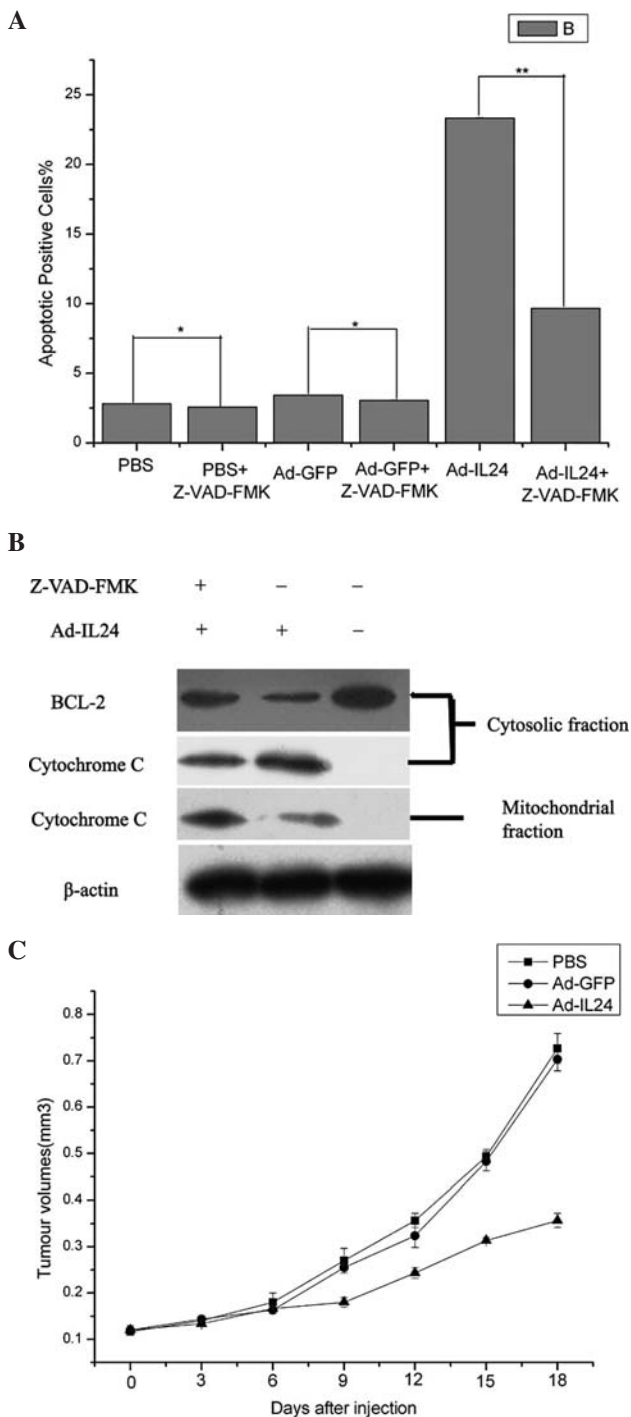 A
B
Apoptotic Positive Cells%
25
20
15
10
5
0
*
*
**
PBS
PBS+
Z-VAD-FMK
Ad-GFP
Ad-GFP+
Z-VAD-FMK
Ad-IL24
Ad-IL24+
Z-VAD-FMK
B
Z-VAD-FMK + − −
Ad-IL24 + + −
BCL-2
Cytochrome C
Cytosolic fraction
Cytochrome C
Mitochondrial
fraction
β-actin
C
PBS
Ad-GFP
Ad-IL24
Tumour volumes(mm3)
0.8
0.7
0.6
0.5
0.4
0.3
0.2
0.1
0 3 6 9 12 15 18
Days after injection